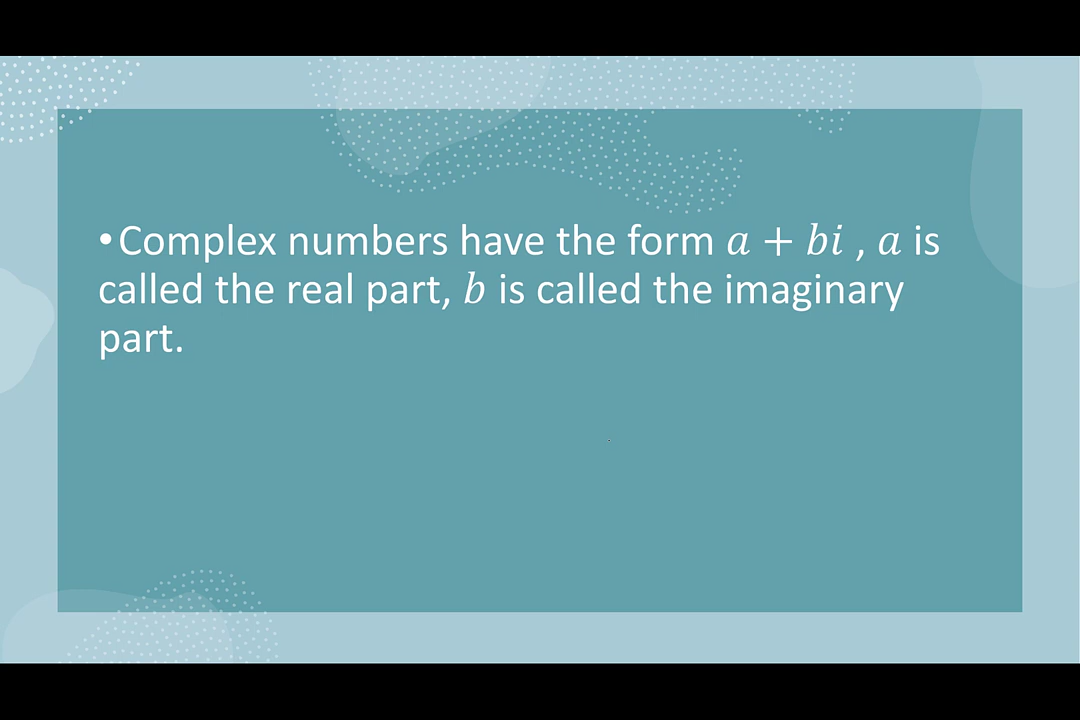 •Complex numbers have the form 𝑎 + 𝑏𝑖 , 𝑎 is
called the real part, 𝑏 is called the imaginary
part.